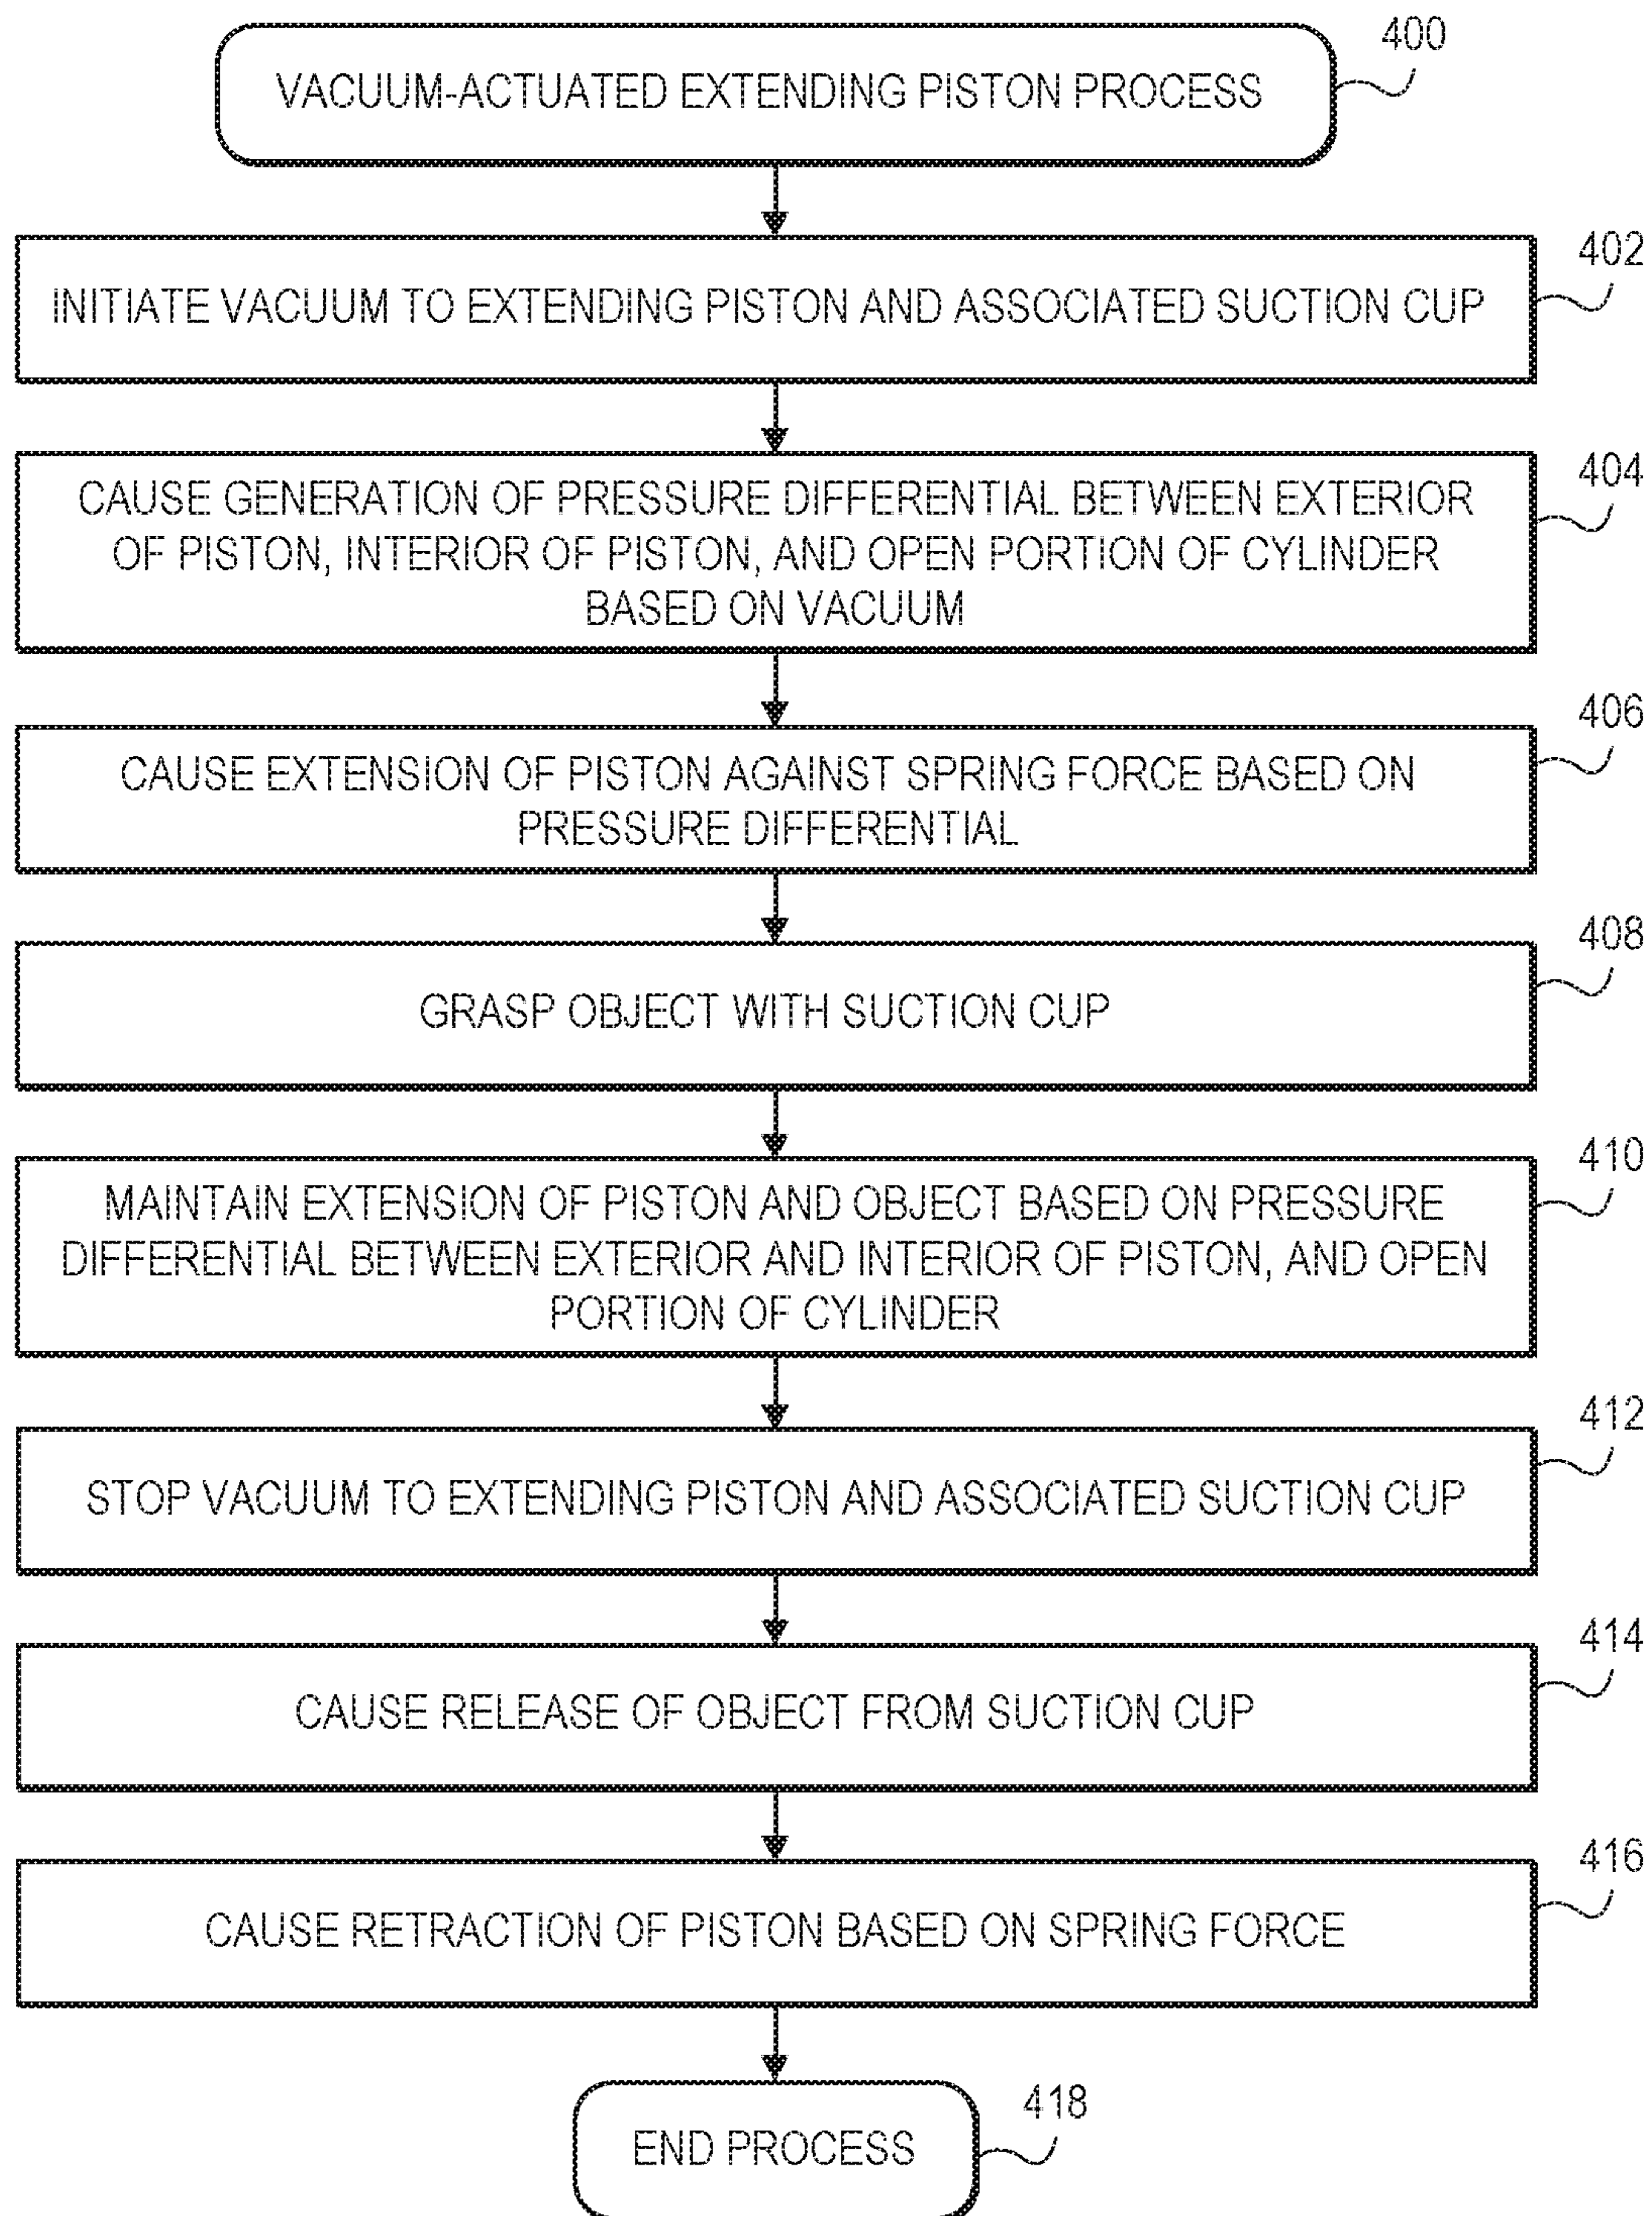 400
VACUUM-ACTUATED EXTENDING PISTON PROCESS
402
INITIATE VACUUM TO EXTENDING PISTON AND ASSOCIATED SUCTION CUP
404
CAUSE GENERATION OF PRESSURE DIFFERENTIAL BETWEEN EXTERIOR
OF PISTON, INTERIOR OF PISTON, AND OPEN PORTION OF CYLINDER
BASED ON VACUUM
406
CAUSE EXTENSION OF PISTON AGAINST SPRING FORCE BASED ON
PRESSURE DIFFERENTIAL
408
GRASP OBJECT WITH SUCTION CUP
410
MAINTAIN EXTENSION OF PISTON AND OBJECT BASED ON PRESSURE
DIFFERENTIAL BETWEEN EXTERIOR AND INTERIOR OF PISTON, AND OPEN
PORTION OF CYLINDER
412
STOP VACUUM TO EXTENDING PISTON AND ASSOCIATED SUCTION CUP
414
CAUSE RELEASE OF OBJECT FROM SUCTION CUP
416
CAUSE RETRACTION OF PISTON BASED ON SPRING FORCE
418
END PROCESS